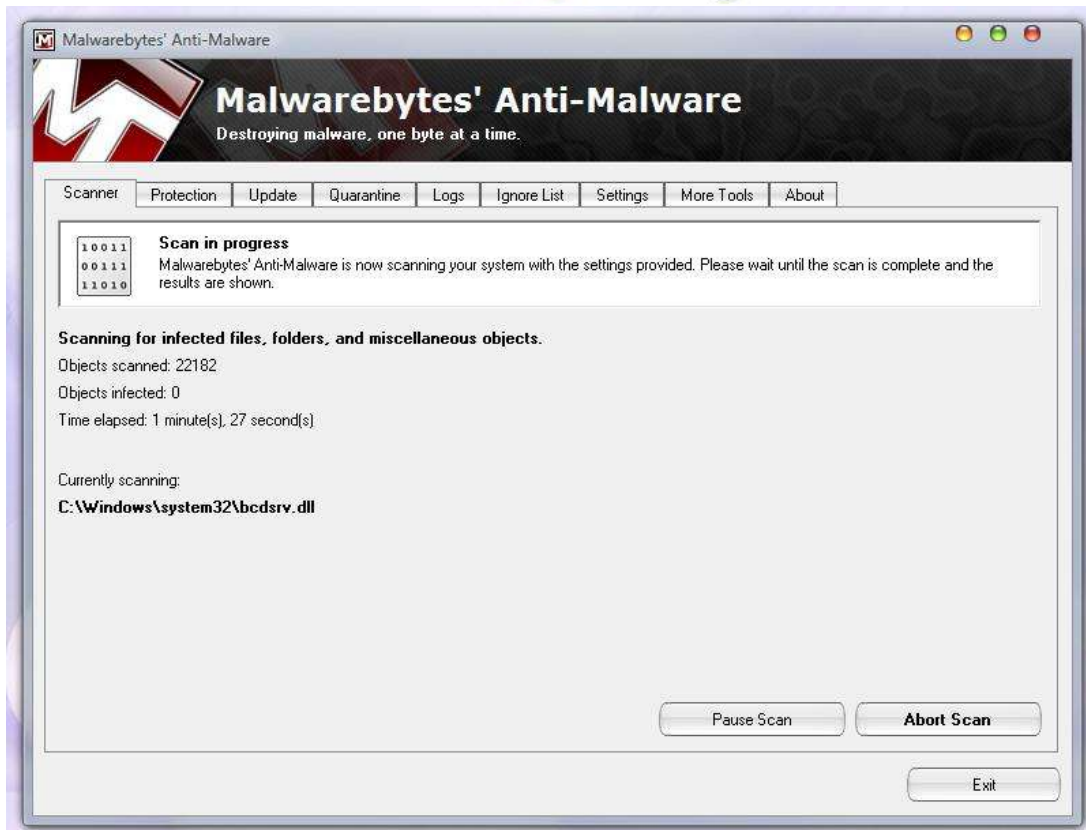 Malwarebytes' Anti-Malware
Malwarebytes' Anti-Malware
Destroying malware, one byte at a time.
Scanner Protection Update Quarantine Logs Ignore List Settings More Tools About
10011
00111
11010
Scan in progress
Malwarebytes' Anti-Malware is now scanning your system with the settings provided. Please wait until the scan is complete and the
results are shown.
Scanning for infected files, folders, and miscellaneous objects.
Objects scanned: 22182
Objects infected: 0
Time elapsed: 1 minute(s), 27 second(s)
Currently scanning:
C:\Windows\system32\bcdsrv.dll
Pause Scan Abort Scan
Exit